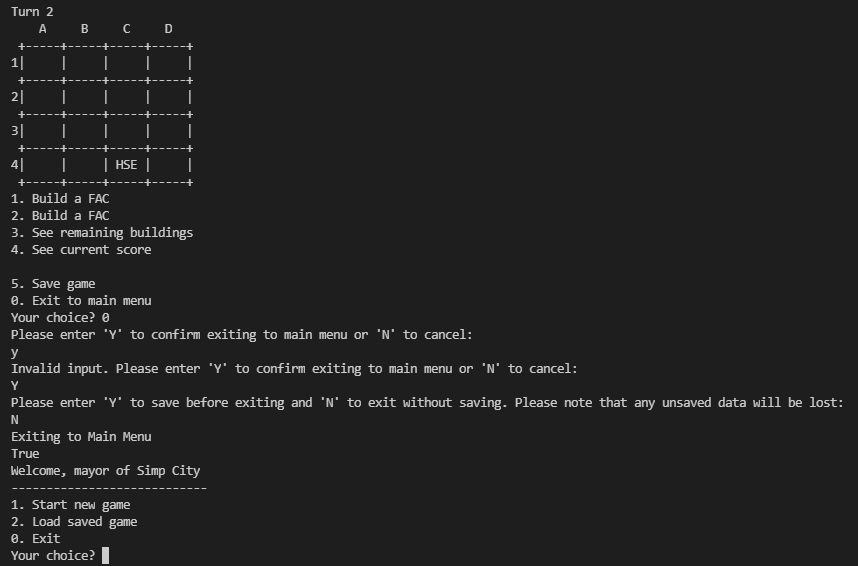 Turn 2
    A     B     C     D
 +-----+-----+-----+-----+
1|     |     |     |     |
 +-----+-----+-----+-----+
2|     |     |     |     |
 +-----+-----+-----+-----+
3|     |     |     |     |
 +-----+-----+-----+-----+
4|     |     | HSE |     |
 +-----+-----+-----+-----+
1. Build a FAC
2. Build a FAC
3. See remaining buildings
4. See current score

5. Save game
0. Exit to main menu
Your choice? 0
Please enter 'Y' to confirm exiting to main menu or 'N' to cancel:
y
Invalid input. Please enter 'Y' to confirm exiting to main menu or 'N' to cancel:
Y
Please enter 'Y' to save before exiting and 'N' to exit without saving. Please note that any unsaved data will be lost:
N
Exiting to Main Menu
True
Welcome, mayor of Simp City
----------------------------
1. Start new game
2. Load saved game
0. Exit
Your choice?